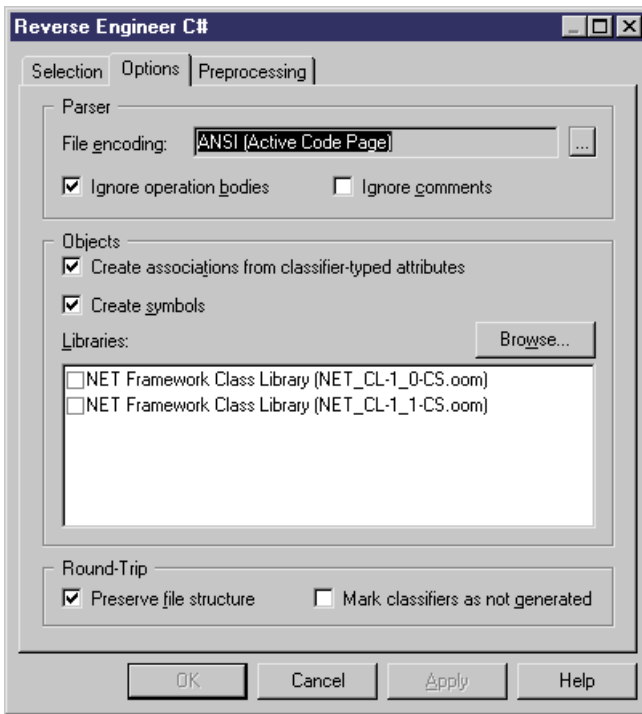 Reverse Engineer C#
Selection Options Preprocessing
Parser
File encoding: ANSI (Active Code Page) ...
Ignore operation bodies Ignore comments
Objects
Create associations from classifier-typed attributes
Create symbols
Libraries: Browse...
NET Framework Class Library (NET_CL-1_0-CS.oom)
NET Framework Class Library (NET_CL-1_1-CS.oom)
Round-Trip
Preserve file structure Mark classifiers as not generated
OK Cancel Apply Help